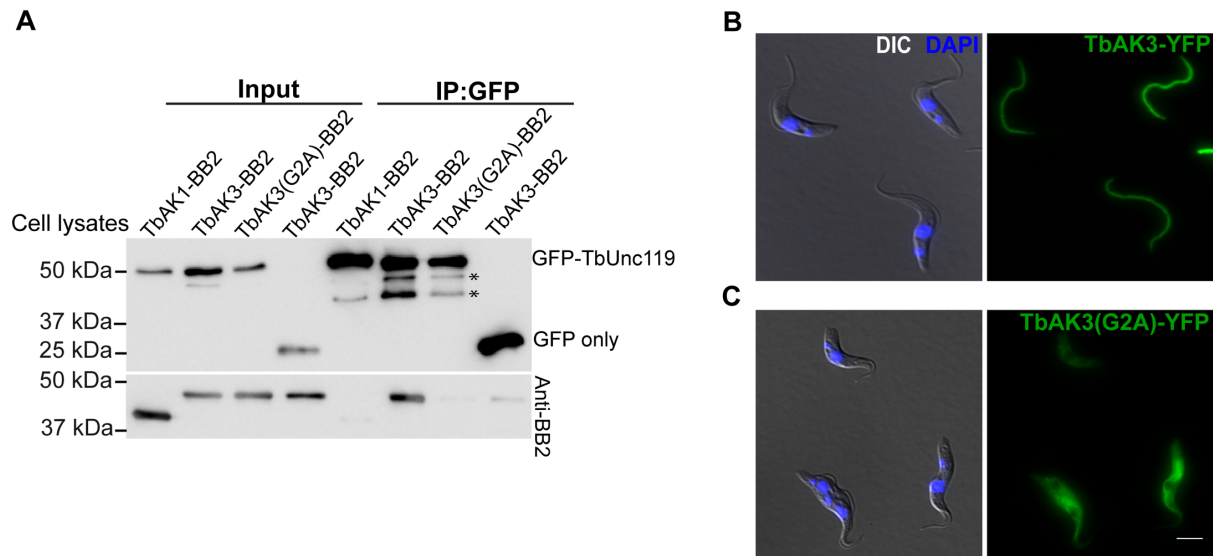 A
Input
IP:GFP
TbAK1-BB2
TbAK3-BB2
TbAK3(G2A)-BB2
TbAK3-BB2
TbAK1-BB2
TbAK3-BB2
TbAK3(G2A)-BB2
TbAK3-BB2
Cell lysates
50 kDa
GFP-TbUnc119
*
*
37 kDa
25 kDa
GFP only
50 kDa
37 kDa
Anti-BB2
B
DIC DAPI
TbAK3-YFP
C
TbAK3(G2A)-YFP